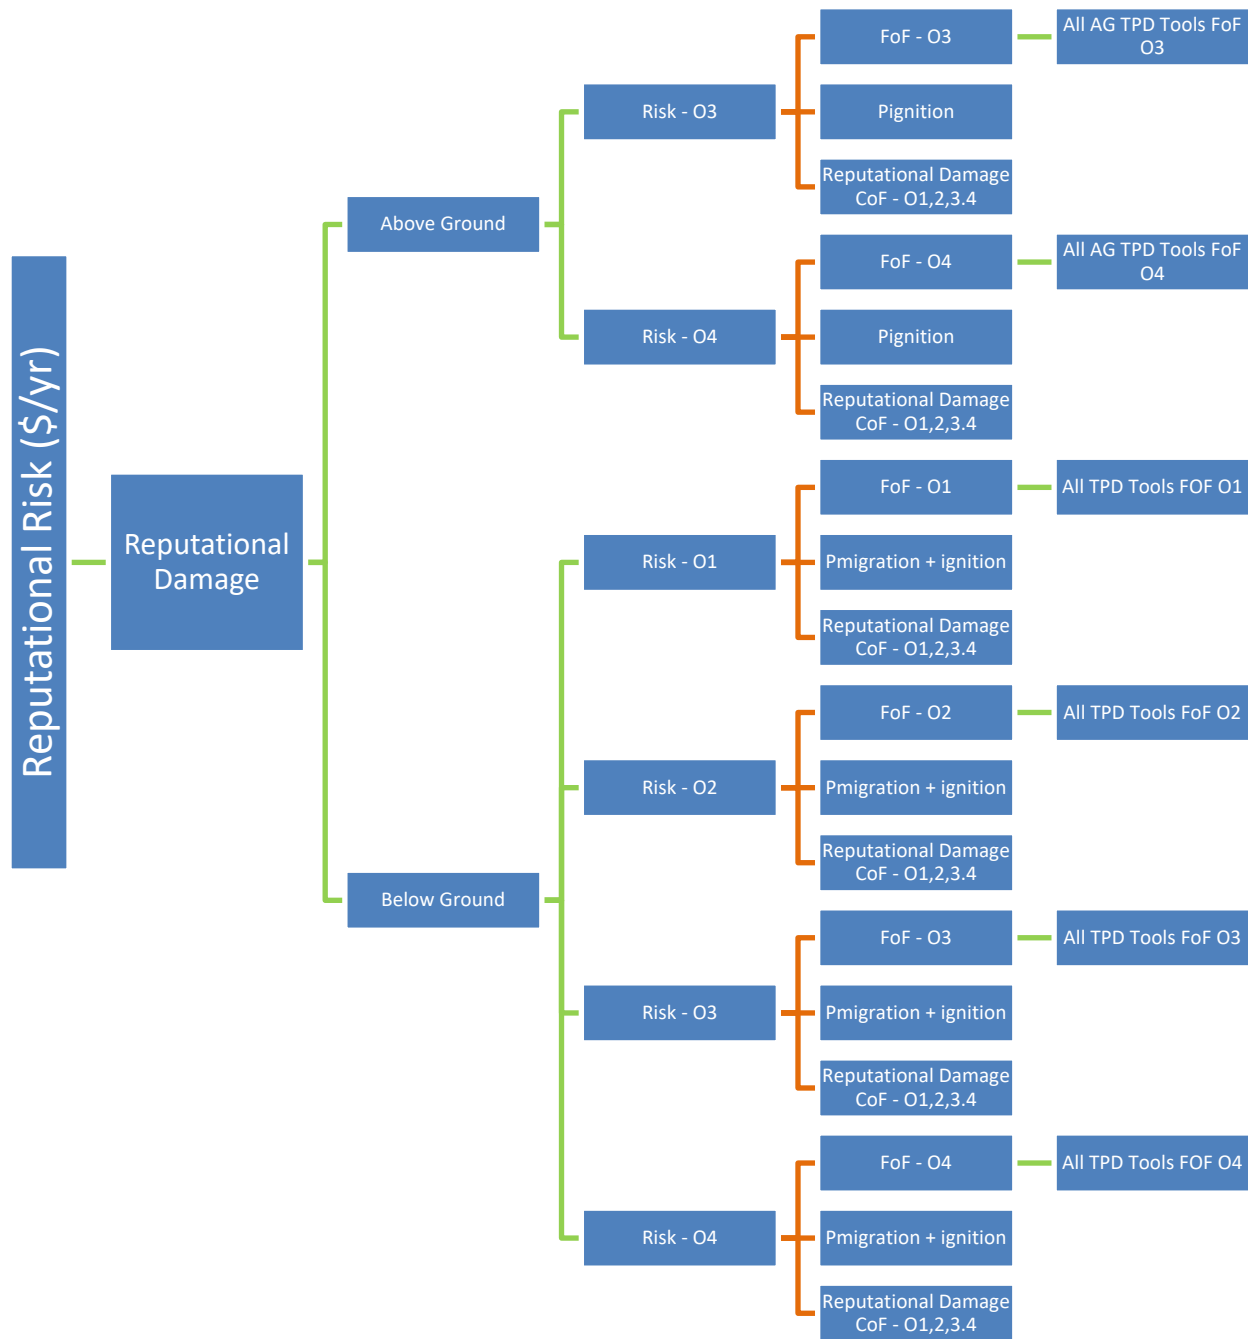 Reputational Risk ($/yr)
Reputational
Damage
Above Ground
Risk - O3
FoF - O3
All AG TPD Tools FoF
O3
Pignition
Reputational Damage
CoF - O1,2,3.4
Risk - O4
FoF - O4
All AG TPD Tools FoF
O4
Pignition
Reputational Damage
CoF - O1,2,3.4
Below Ground
Risk - O1
FoF - O1
All TPD Tools FOF O1
Pmigration + ignition
Reputational Damage
CoF - O1,2,3.4
Risk - O2
FoF - O2
All TPD Tools FoF O2
Pmigration + ignition
Reputational Damage
CoF - O1,2,3.4
Risk - O3
FoF - O3
All TPD Tools FoF O3
Pmigration + ignition
Reputational Damage
CoF - O1,2,3.4
Risk - O4
FoF - O4
All TPD Tools FOF O4
Pmigration + ignition
Reputational Damage
CoF - O1,2,3.4